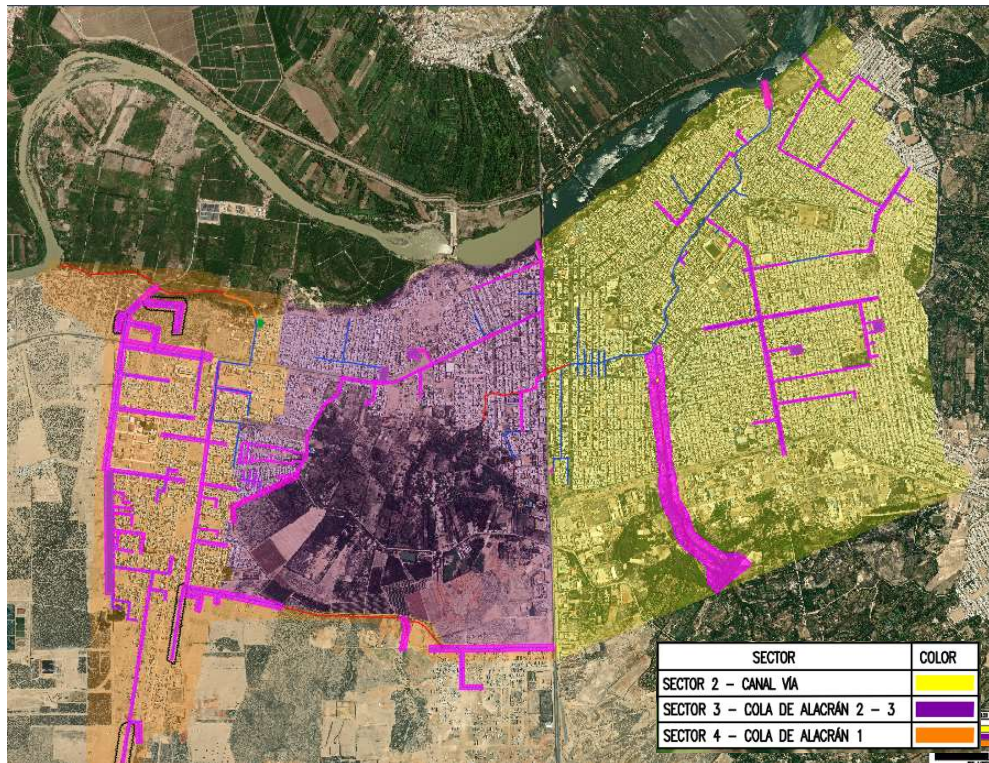 SECTOR COLOR
SECTOR 2 – CANAL VÍA
SECTOR 3 – COLA DE ALACRÁN 2 – 3
SECTOR 4 – COLA DE ALACRÁN 1